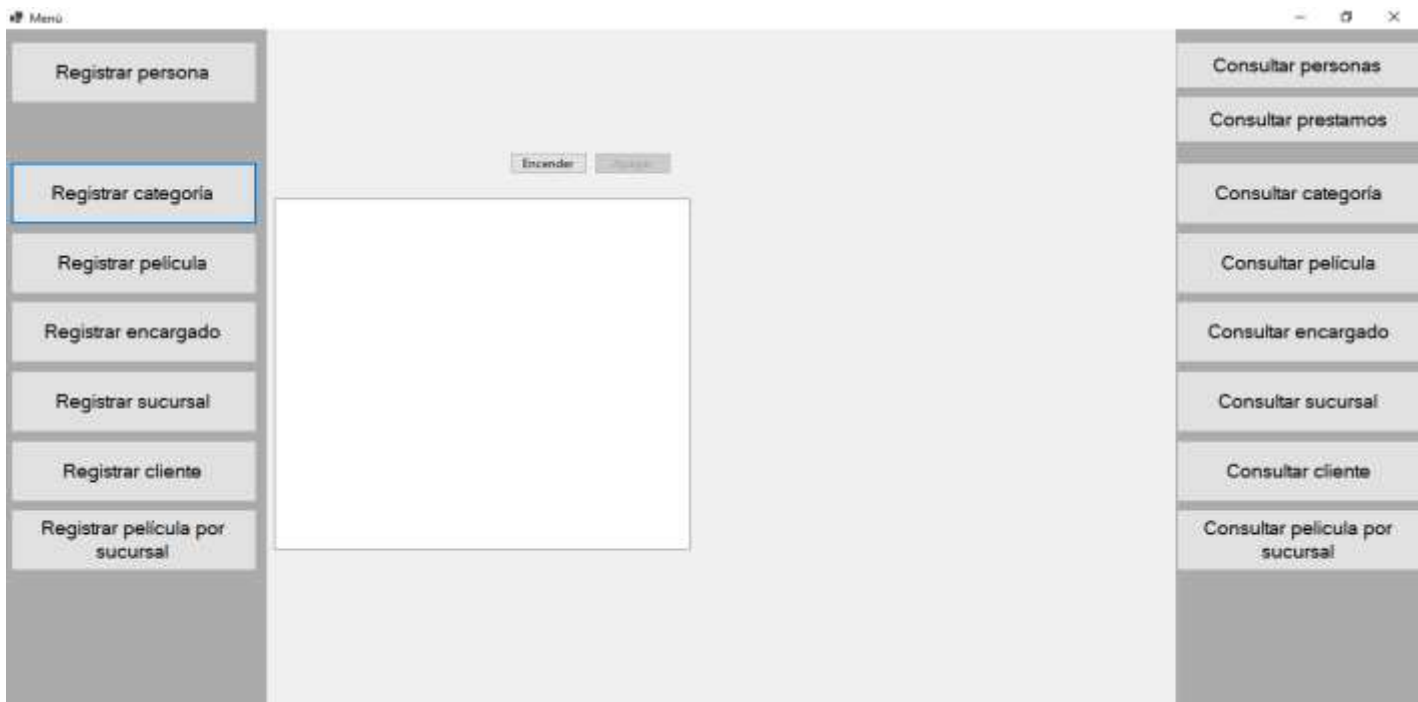 Menú
Registrar persona
Registrar categoría
Registrar película
Registrar encargado
Registrar sucursal
Registrar cliente
Registrar película por
sucursal
Encender
Consultar personas
Consultar prestamos
Consultar categoría
Consultar película
Consultar encargado
Consultar sucursal
Consultar cliente
Consultar pelicula por
sucursal